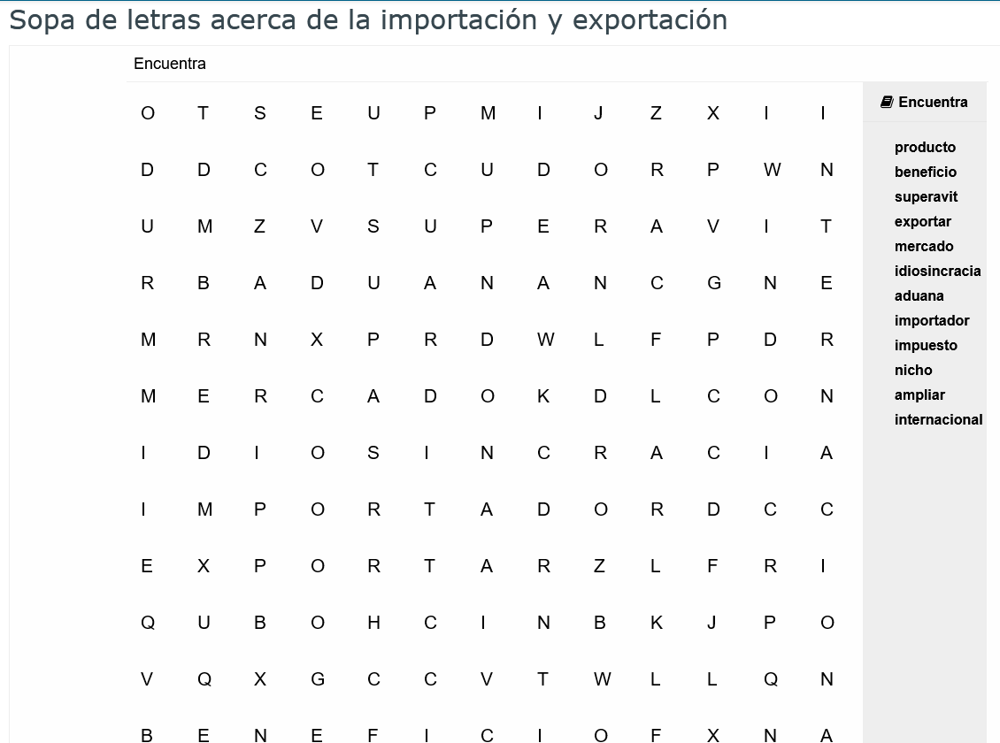 Sopa de letras acerca de la importación y exportación
Encuentra
O T S E U P M I J Z X I I
D D C O T C U D O R P W N
U M Z V S U P E R A V I T
R B A D U A N A N C G N E
M R N X P R D W L F P D R
M E R C A D O K D L C O N
I D I O S I N C R A C I A
I M P O R T A D O R D C C
E X P O R T A R Z L F R I
Q U B O H C I N B K J P O
V Q X G C C V T W L L Q N
B E N E F I C I O F X N A
Encuentra
producto
beneficio
superavit
exportar
mercado
idiosincracia
aduana
importador
impuesto
nicho
ampliar
internacional